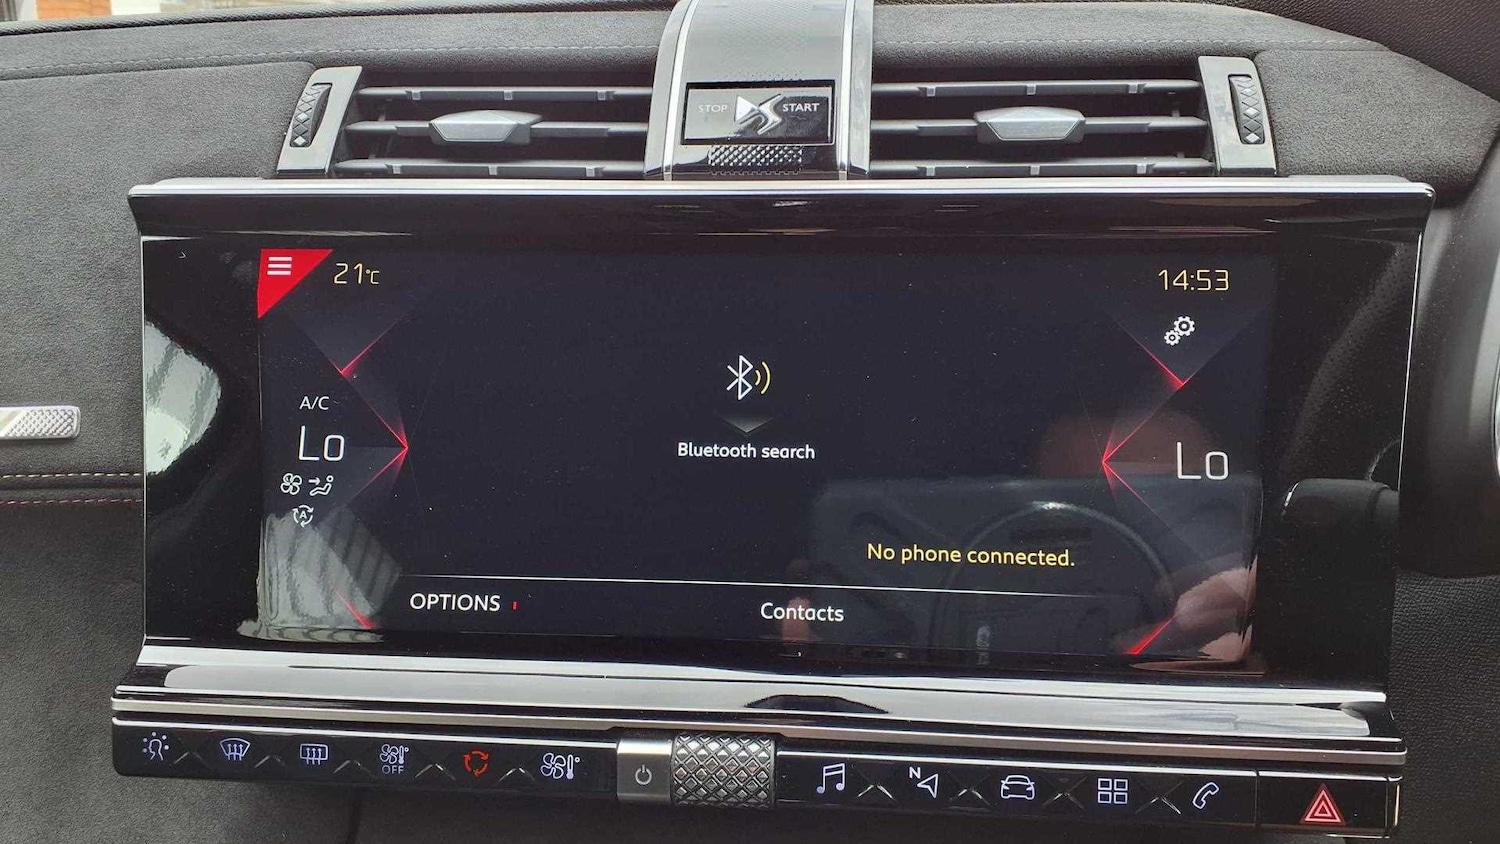 STOP START
21°C
14:53
A/C
Lo
Lo
A
Bluetooth search
No phone connected.
OPTIONS
Contacts
OFF
N